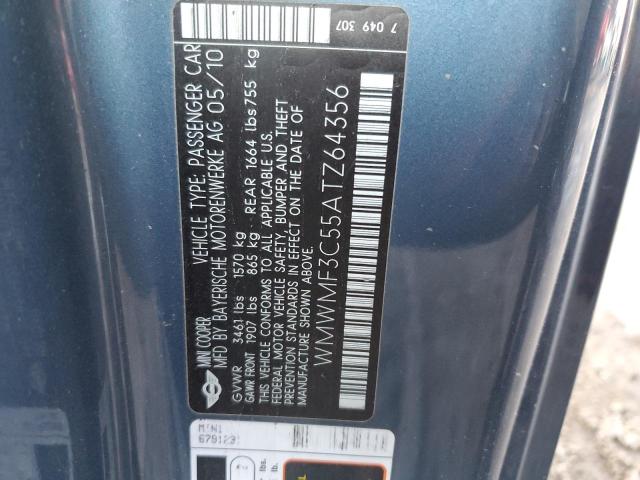 MINI COOPER VEHICLE TYPE: PASSENGER CAR
MFD BY BAYERISCHE MOTORENWERKE AG 05/10
GVWR 3461 lbs 1570 kg
GAWR FRONT 1907 lbs 865 kg REAR 1664 lbs 755 kg
THIS VEHICLE CONFORMS TO ALL APPLICABLE U.S.
FEDERAL MOTOR VEHICLE SAFETY, BUMPER AND THEFT
PREVENTION STANDARDS IN EFFECT ON THE DATE OF
MANUFACTURE SHOWN ABOVE.
WMWMF3C55ATZ64356
7 049 307
MINI
679123
lbs.